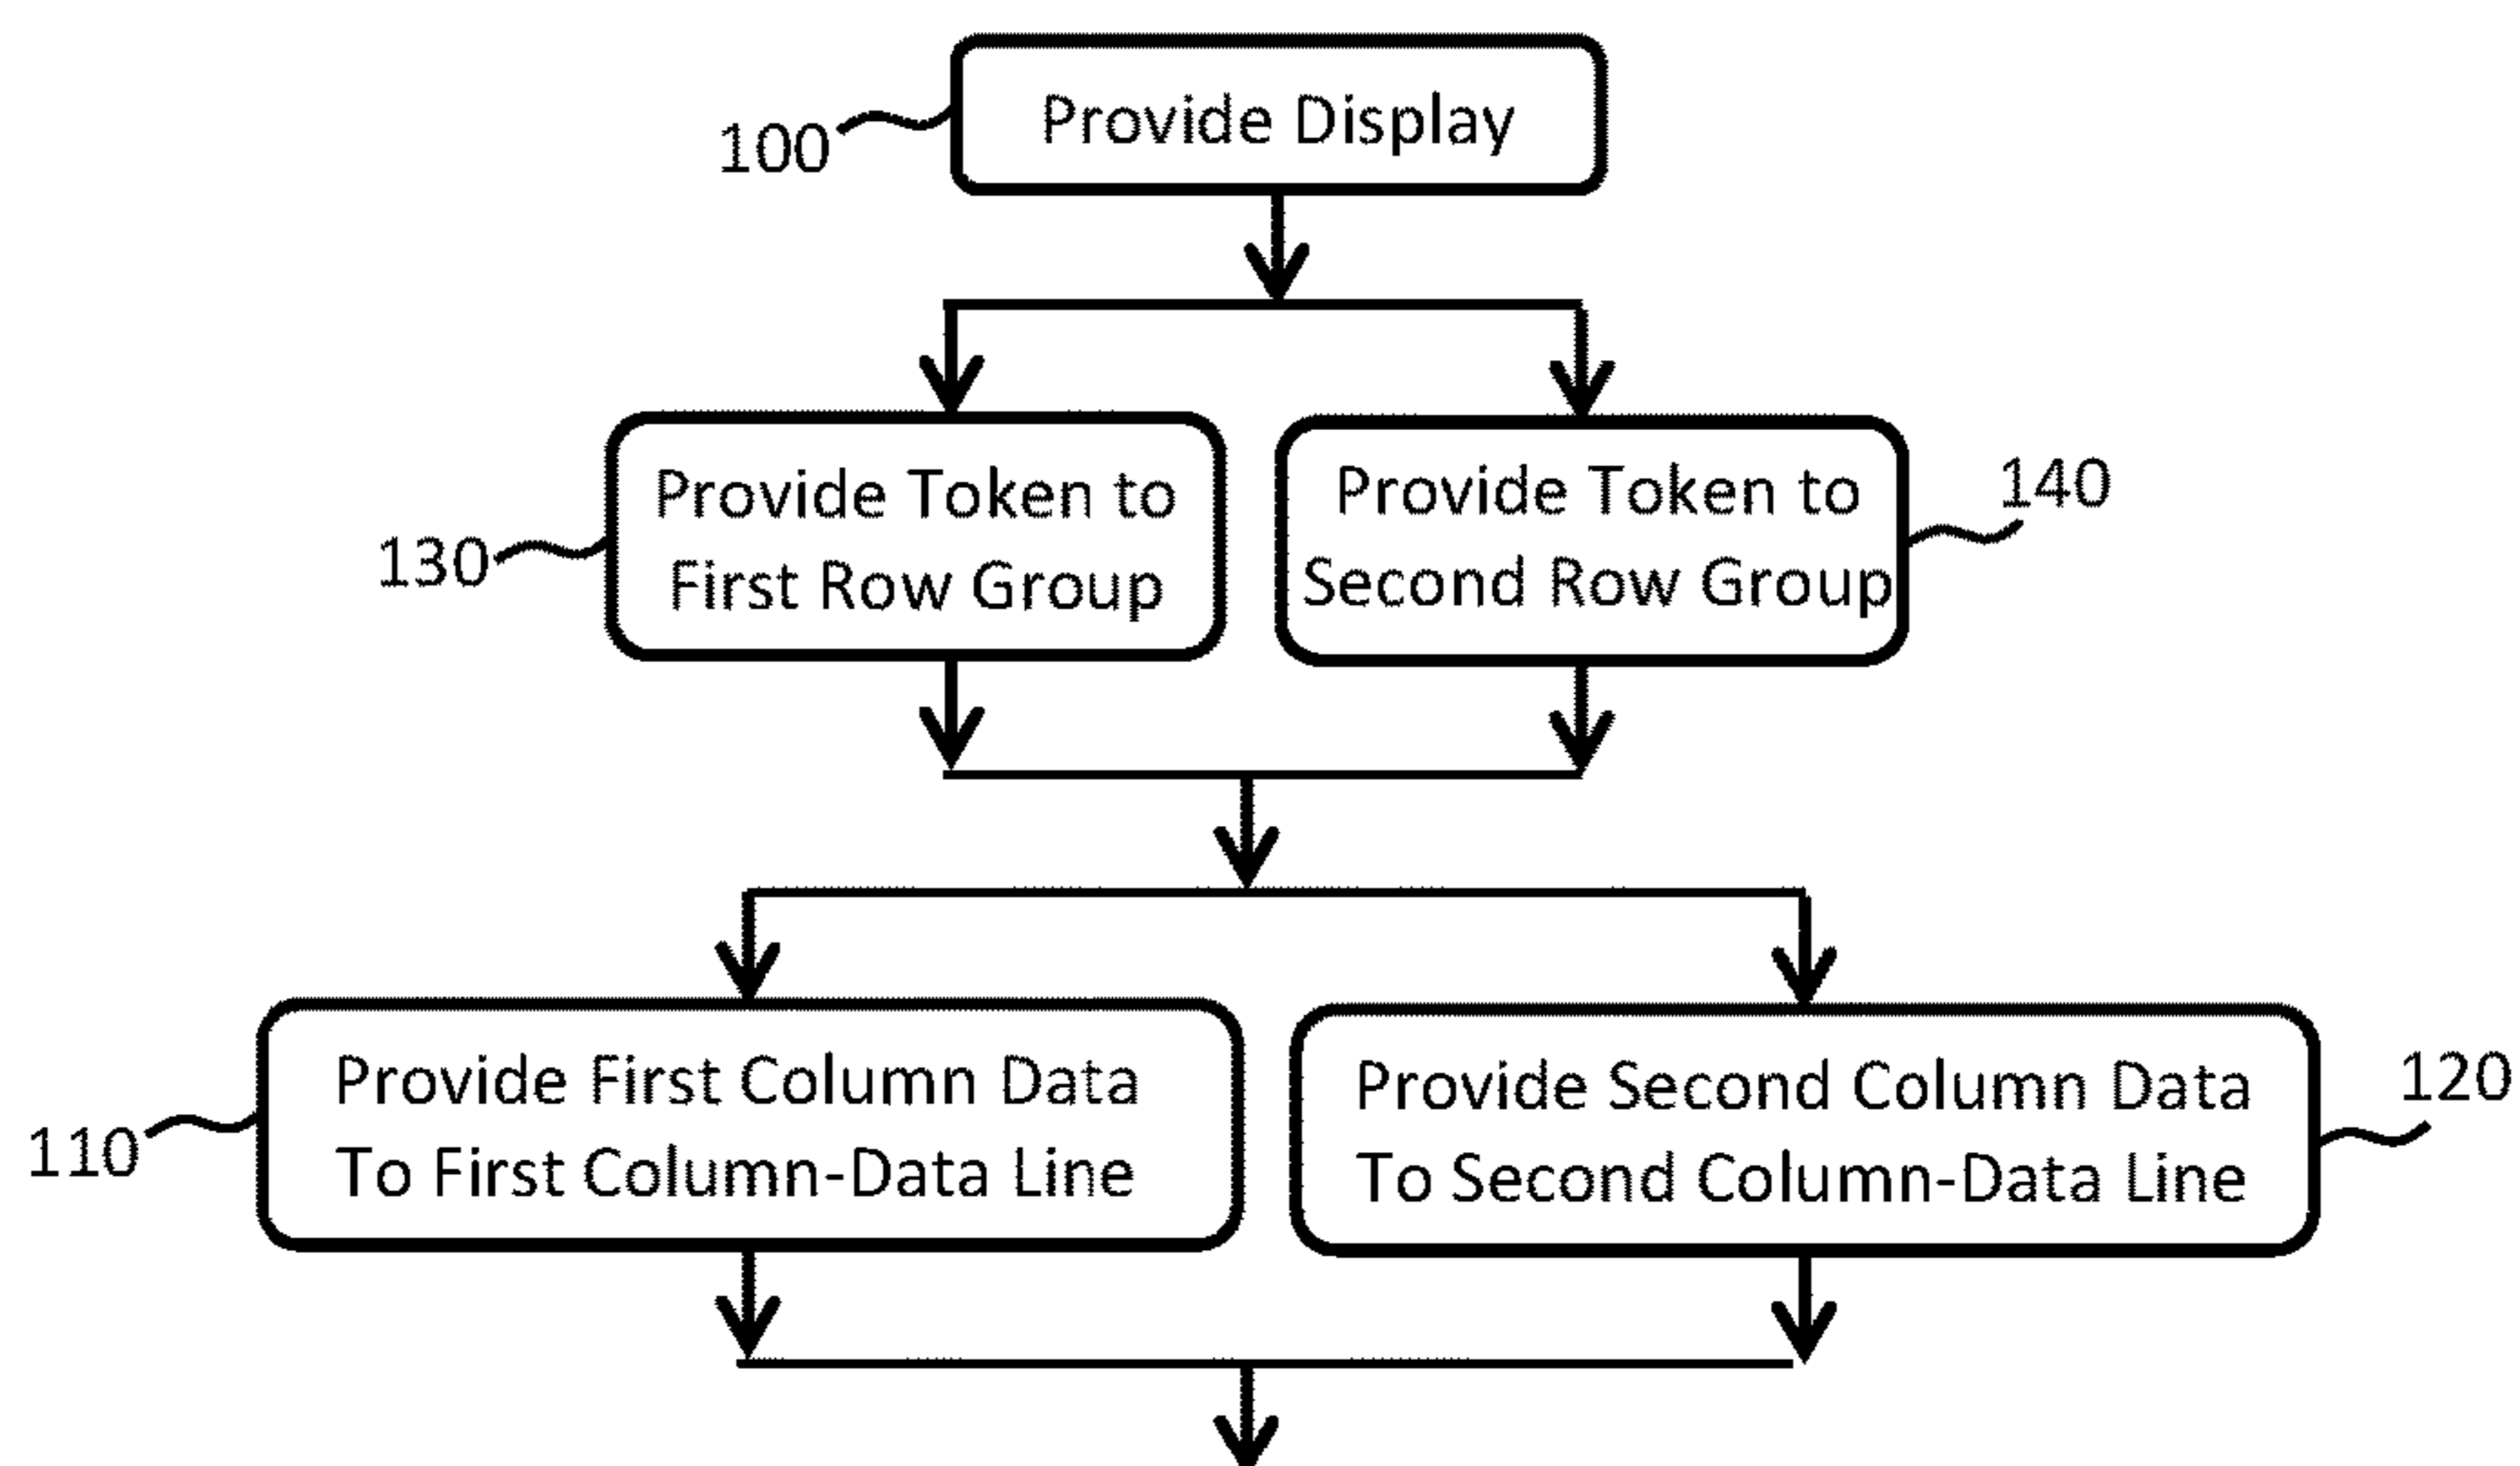 Provide Display
100
Provide Token to
First Row Group
130
Provide Token to
Second Row Group
140
Provide First Column Data
To First Column-Data Line
110
Provide Second Column Data
To Second Column-Data Line
120